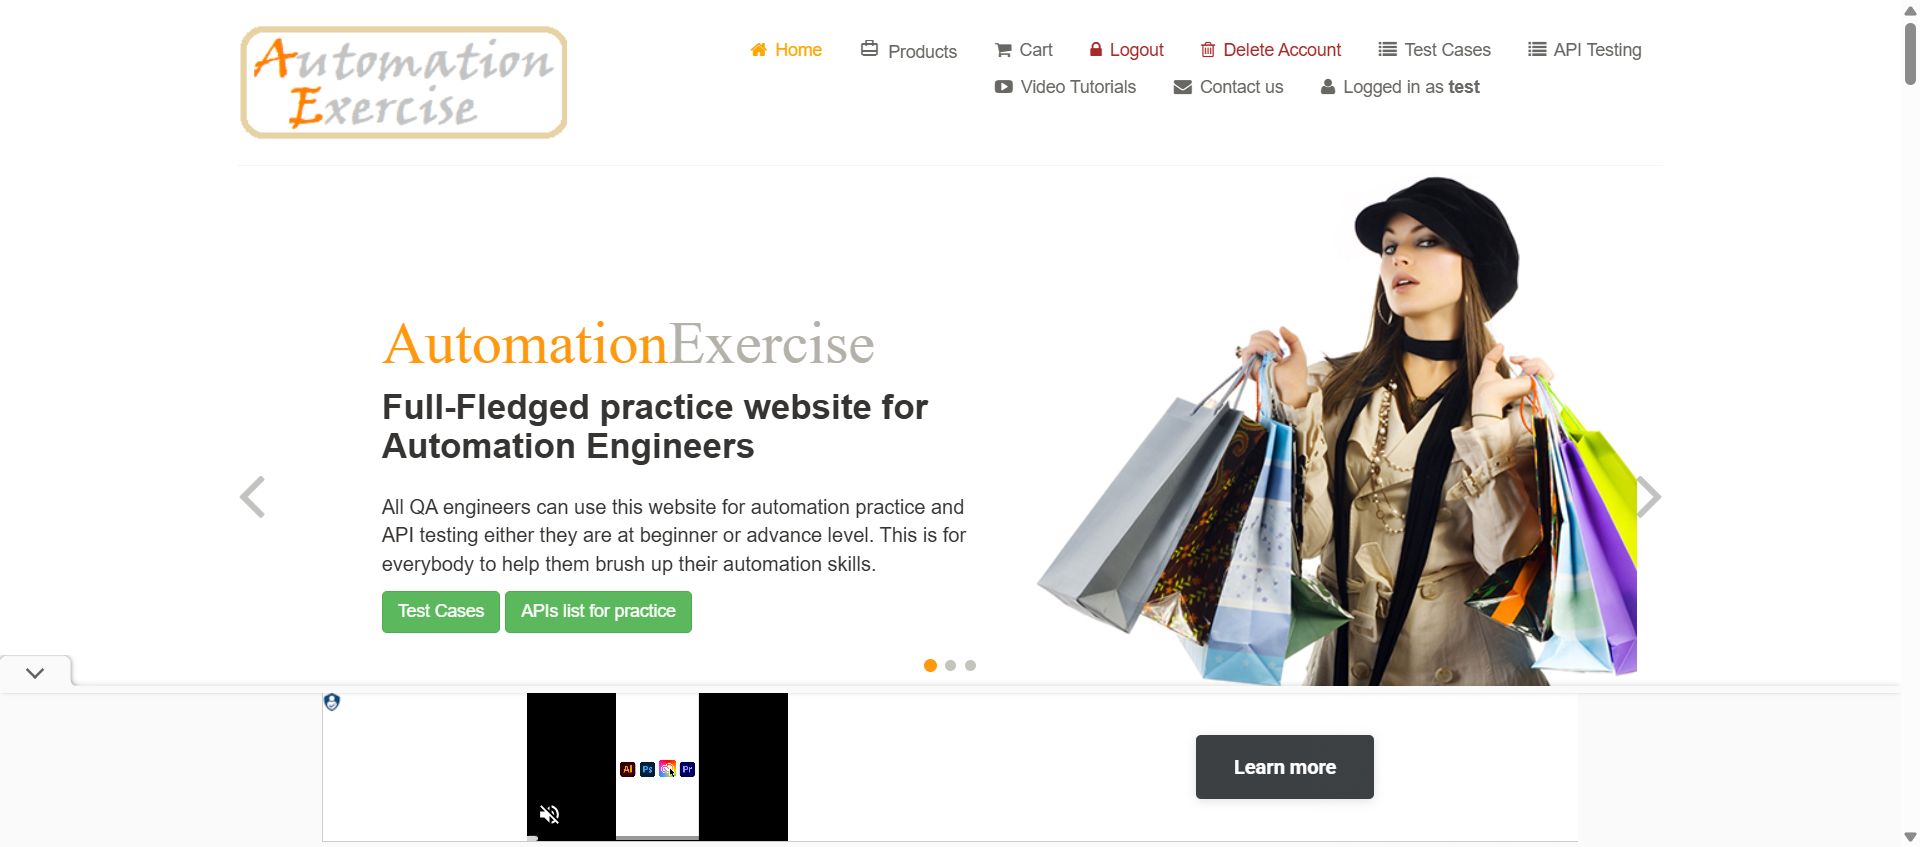 Automation
Exercise
Home
Products
Cart
Logout
Delete Account
Test Cases
API Testing
Video Tutorials
Contact us
Logged in as test
AutomationExercise
Full-Fledged practice website for
Automation Engineers
All QA engineers can use this website for automation practice and
API testing either they are at beginner or advance level. This is for
everybody to help them brush up their automation skills.
Test Cases
APIs list for practice
Ai Ps Pr
Learn more